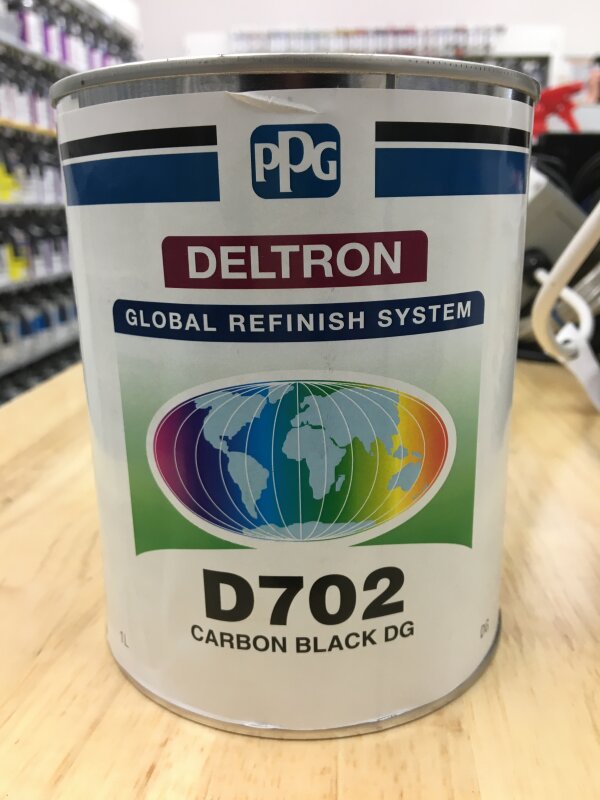 PPG
DELTRON
GLOBAL REFINISH SYSTEM
D702
CARBON BLACK DG
1L
DG